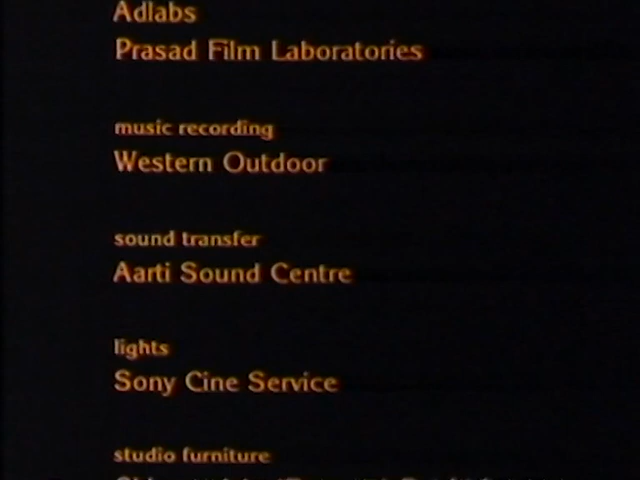 Adlabs
Prasad Film Laboratories
music recording
Western Outdoor
sound transfer
Aarti Sound Centre
lights
Sony Cine Service
studio furniture